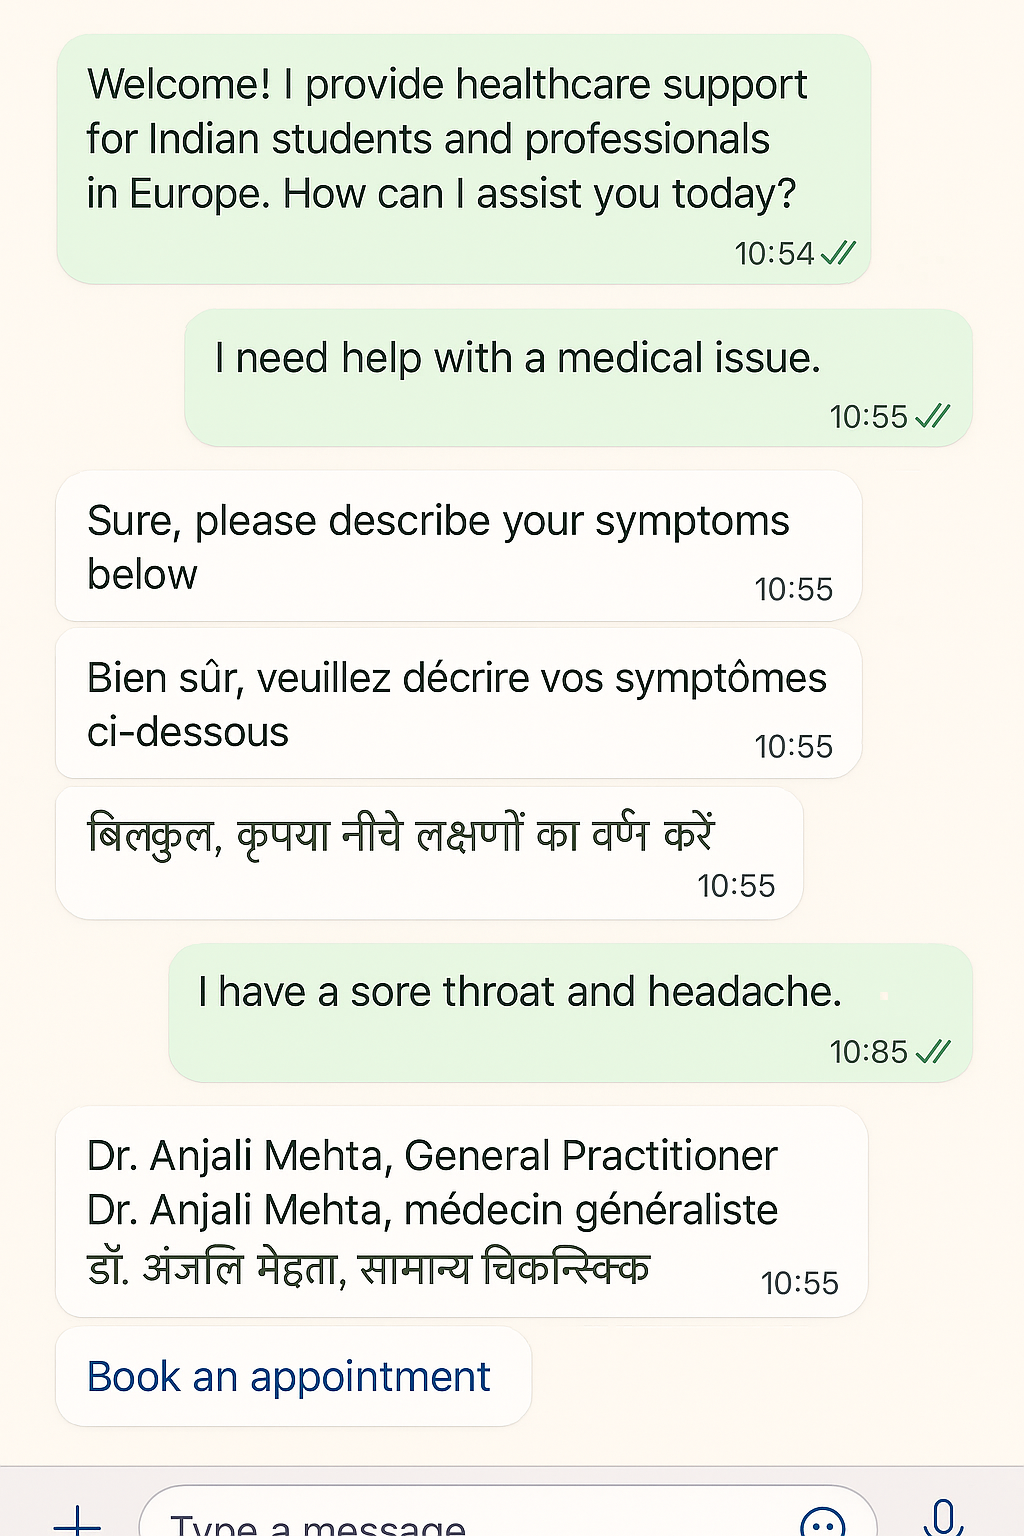 Welcome! I provide healthcare support
for Indian students and professionals
in Europe. How can I assist you today?
10:54
I need help with a medical issue.
10:55
Sure, please describe your symptoms
below
10:55
Bien sûr, veuillez décrire vos symptômes
ci-dessous
10:55
बिलकुल, कृपया नीचे लक्षणों का करें
10:55
I have a sore throat and headache.
10:85
Dr. Anjali Mehta, General Practitioner
Dr. Anjali Mehta, médecin généraliste
डॉ. अंजलि सामान्य
10:55
Book an appointment
Type a message